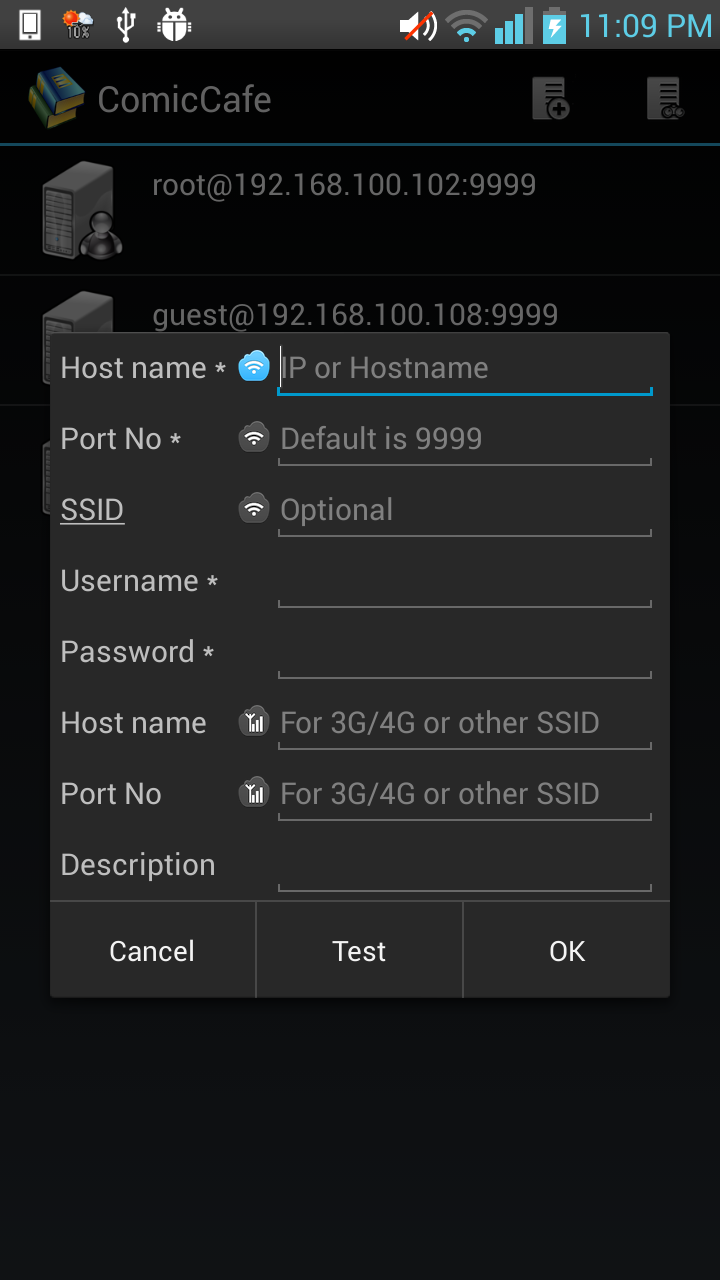 10%
11:09 PM
ComicCafe
root@192.168.100.102:9999
guest@192.168.100.108:9999
Host name * IP or Hostname
Port No * Default is 9999
SSID Optional
Username *
Password *
Host name For 3G/4G or other SSID
Port No For 3G/4G or other SSID
Description
Cancel Test OK